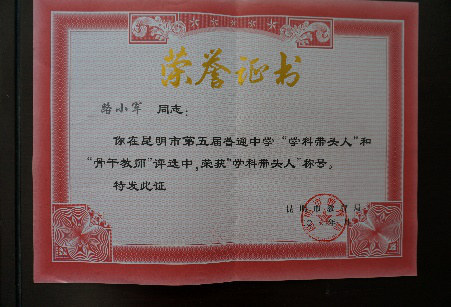 荣誉证书
路小军 同志：
你在昆明市第五届普通中学“学科带头人”和
“骨干教师”评选中，荣获“学科带头人”称号。
特发此证
昆明市教育局